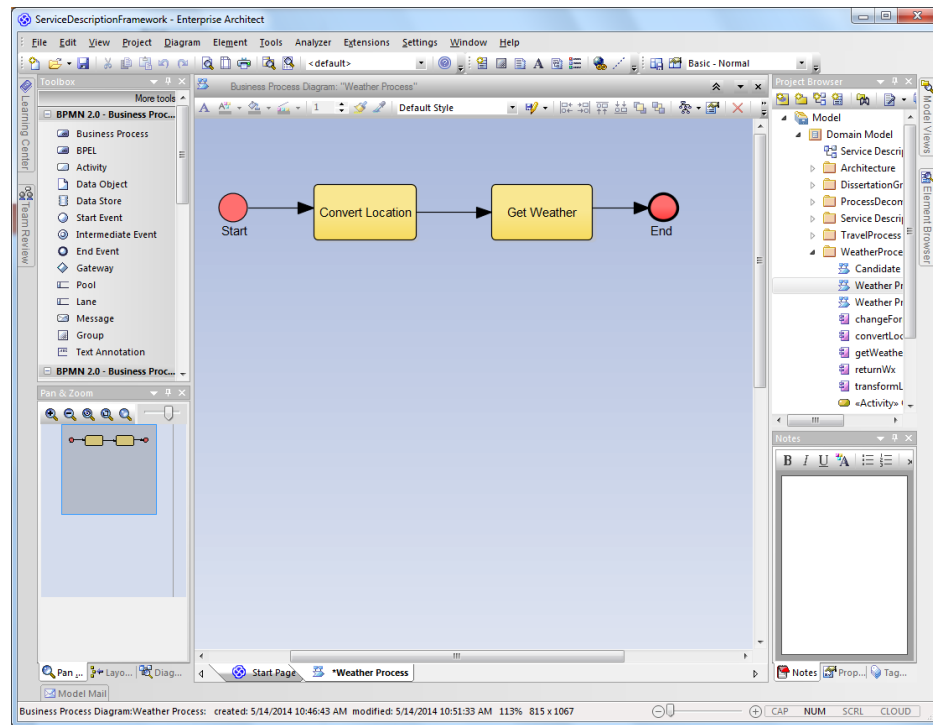 ServiceDescriptionFramework - Enterprise Architect
File Edit View Project Diagram Element Tools Analyzer Extensions Settings Window Help
<default> Basic - Normal
Toolbox
More tools
BPMN 2.0 - Business Proc...
Business Process
BPEL
Activity
Data Object
Data Store
Start Event
Intermediate Event
End Event
Gateway
Pool
Lane
Message
Group
Text Annotation
BPMN 2.0 - Business Proc...
Learning Center
Team Review
Pan & Zoom
Pan ... Layo... Diag...
Model Mail
Business Process Diagram: "Weather Process"
A 1 Default Style
Start
Convert Location
Get Weather
End
Start Page *Weather Process
Project Browser
Model
Domain Model
Service Descri
Architecture
DissertationGr
ProcessDecom
Service Descri
TravelProcess
WeatherProce
Candidate
Weather Pr
Weather Pr
changeFor
convertLoc
getWeathe
returnWx
transformL
«Activity»
Model Views
Element Browser
Notes
B I U A
Notes Prop... Tag...
Business Process Diagram:Weather Process: created: 5/14/2014 10:46:43 AM modified: 5/14/2014 10:51:33 AM 113% 815 x 1067
CAP NUM SCRL CLOUD